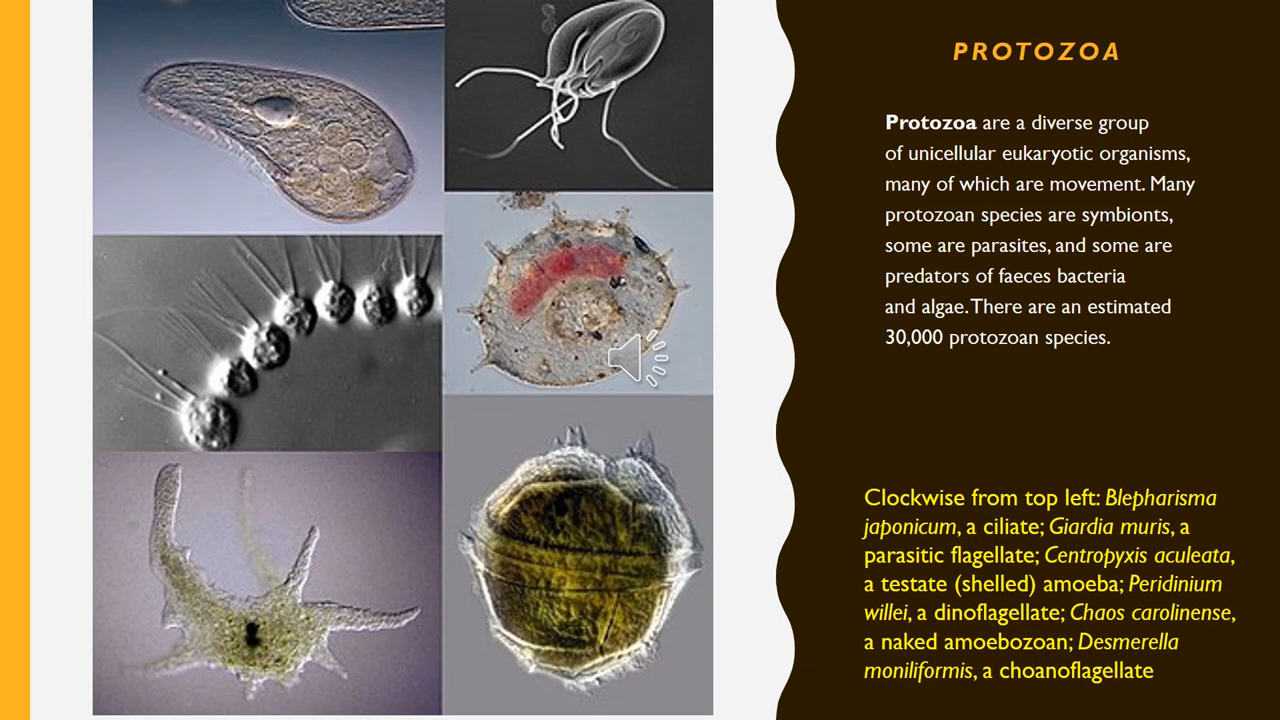 PROTOZOA
Protozoa are a diverse group
of unicellular eukaryotic organisms,
many of which are movement. Many
protozoan species are symbionts,
some are parasites, and some are
predators of faeces bacteria
and algae. There are an estimated
30,000 protozoan species.
Clockwise from top left: Blepharisma
japonicum, a ciliate; Giardia muris, a
parasitic flagellate; Centropyxis aculeata,
a testate (shelled) amoeba; Peridinium
willei, a dinoflagellate; Chaos carolinense,
a naked amoebozoan; Desmerella
moniliformis, a choanoflagellate